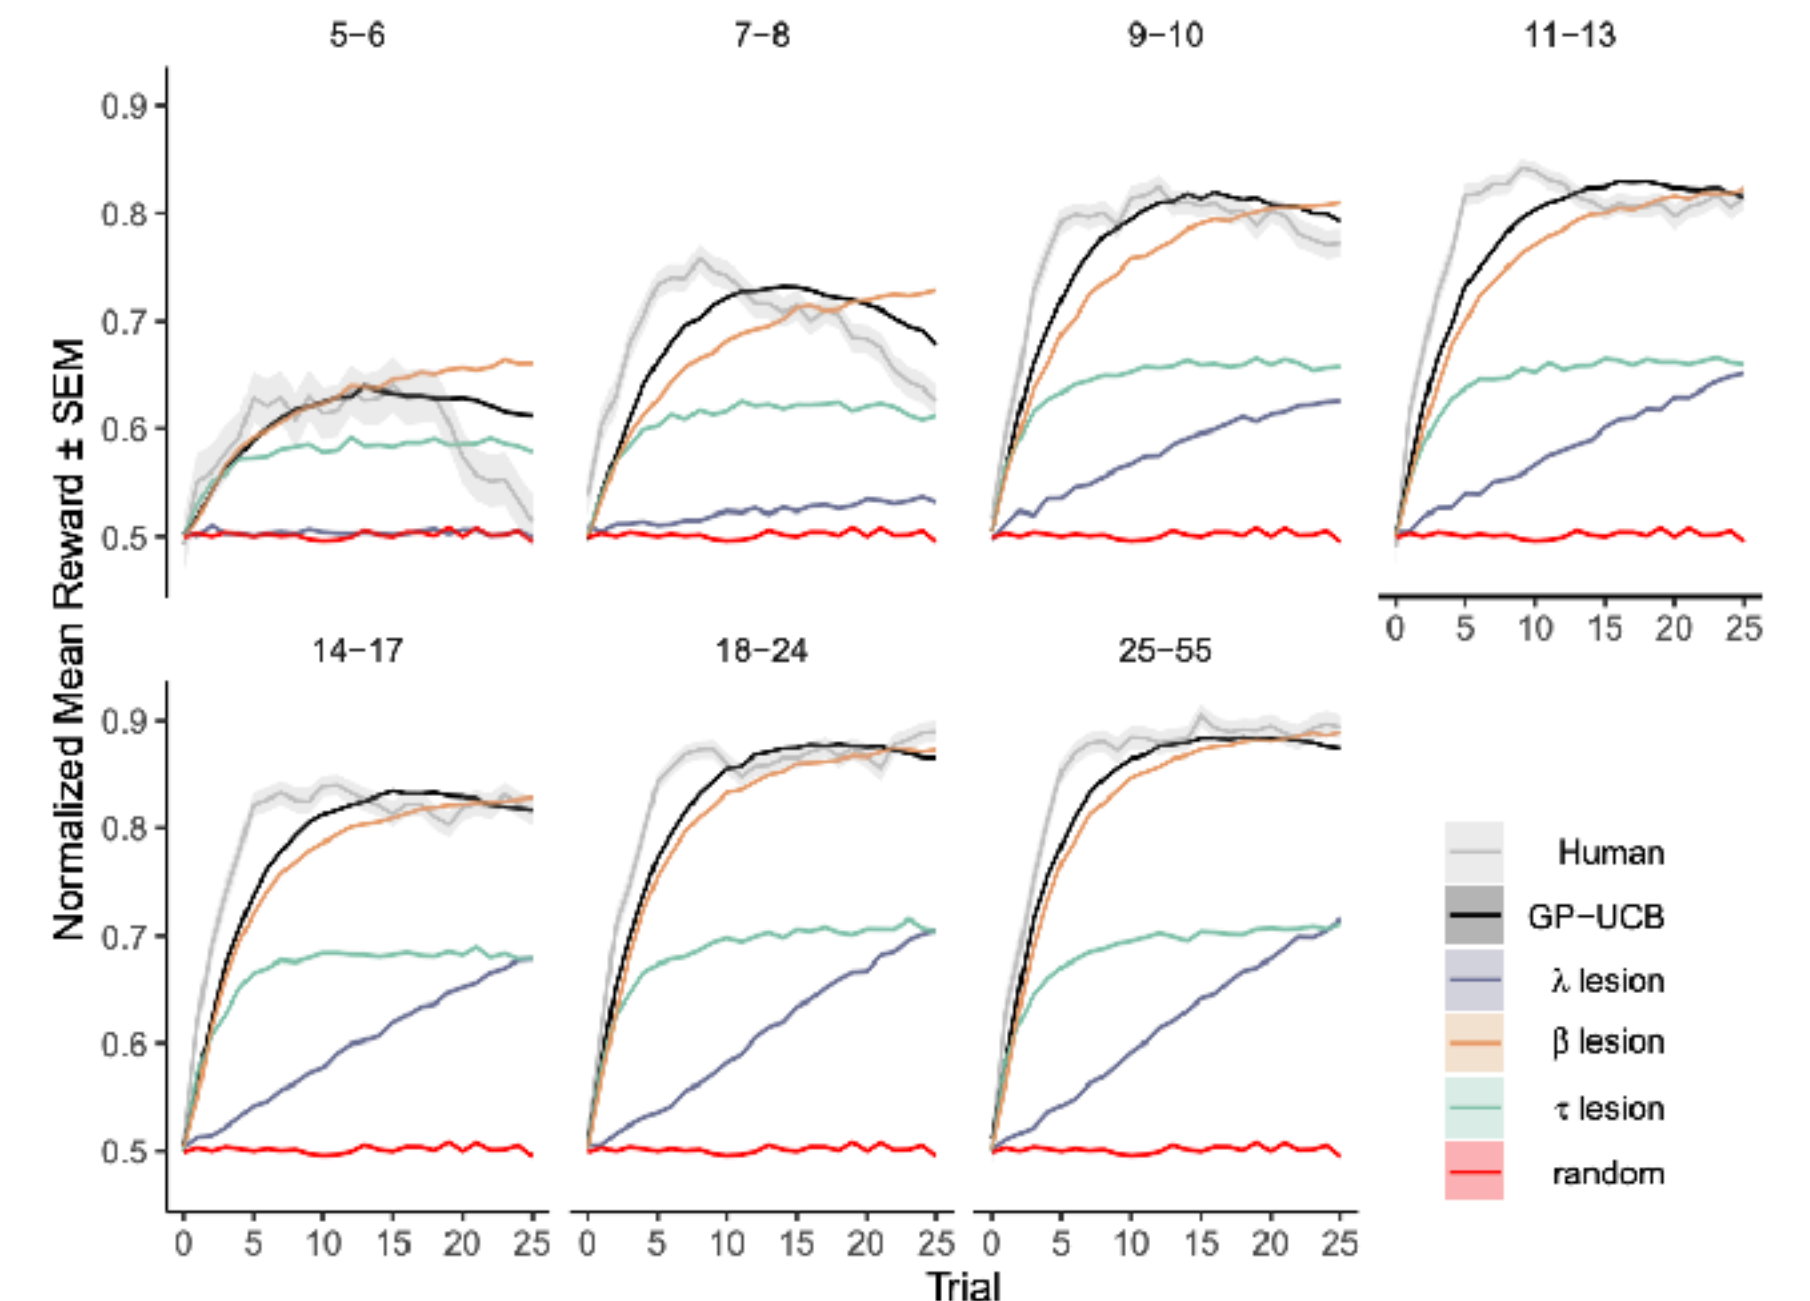 5−6 7−8 9−10 11−13
0.9
0.8
0.7
0.6
0.5
0 5 10 15 20 25
Normalized Mean Reward ± SEM
14−17 18−24 25−55
0.9
0.8
0.7
0.6
0.5
0 5 10 15 20 25 0 5 10 15 20 25 0 5 10 15 20 25
Trial
Human
GP−UCB
λ lesion
β lesion
τ lesion
random